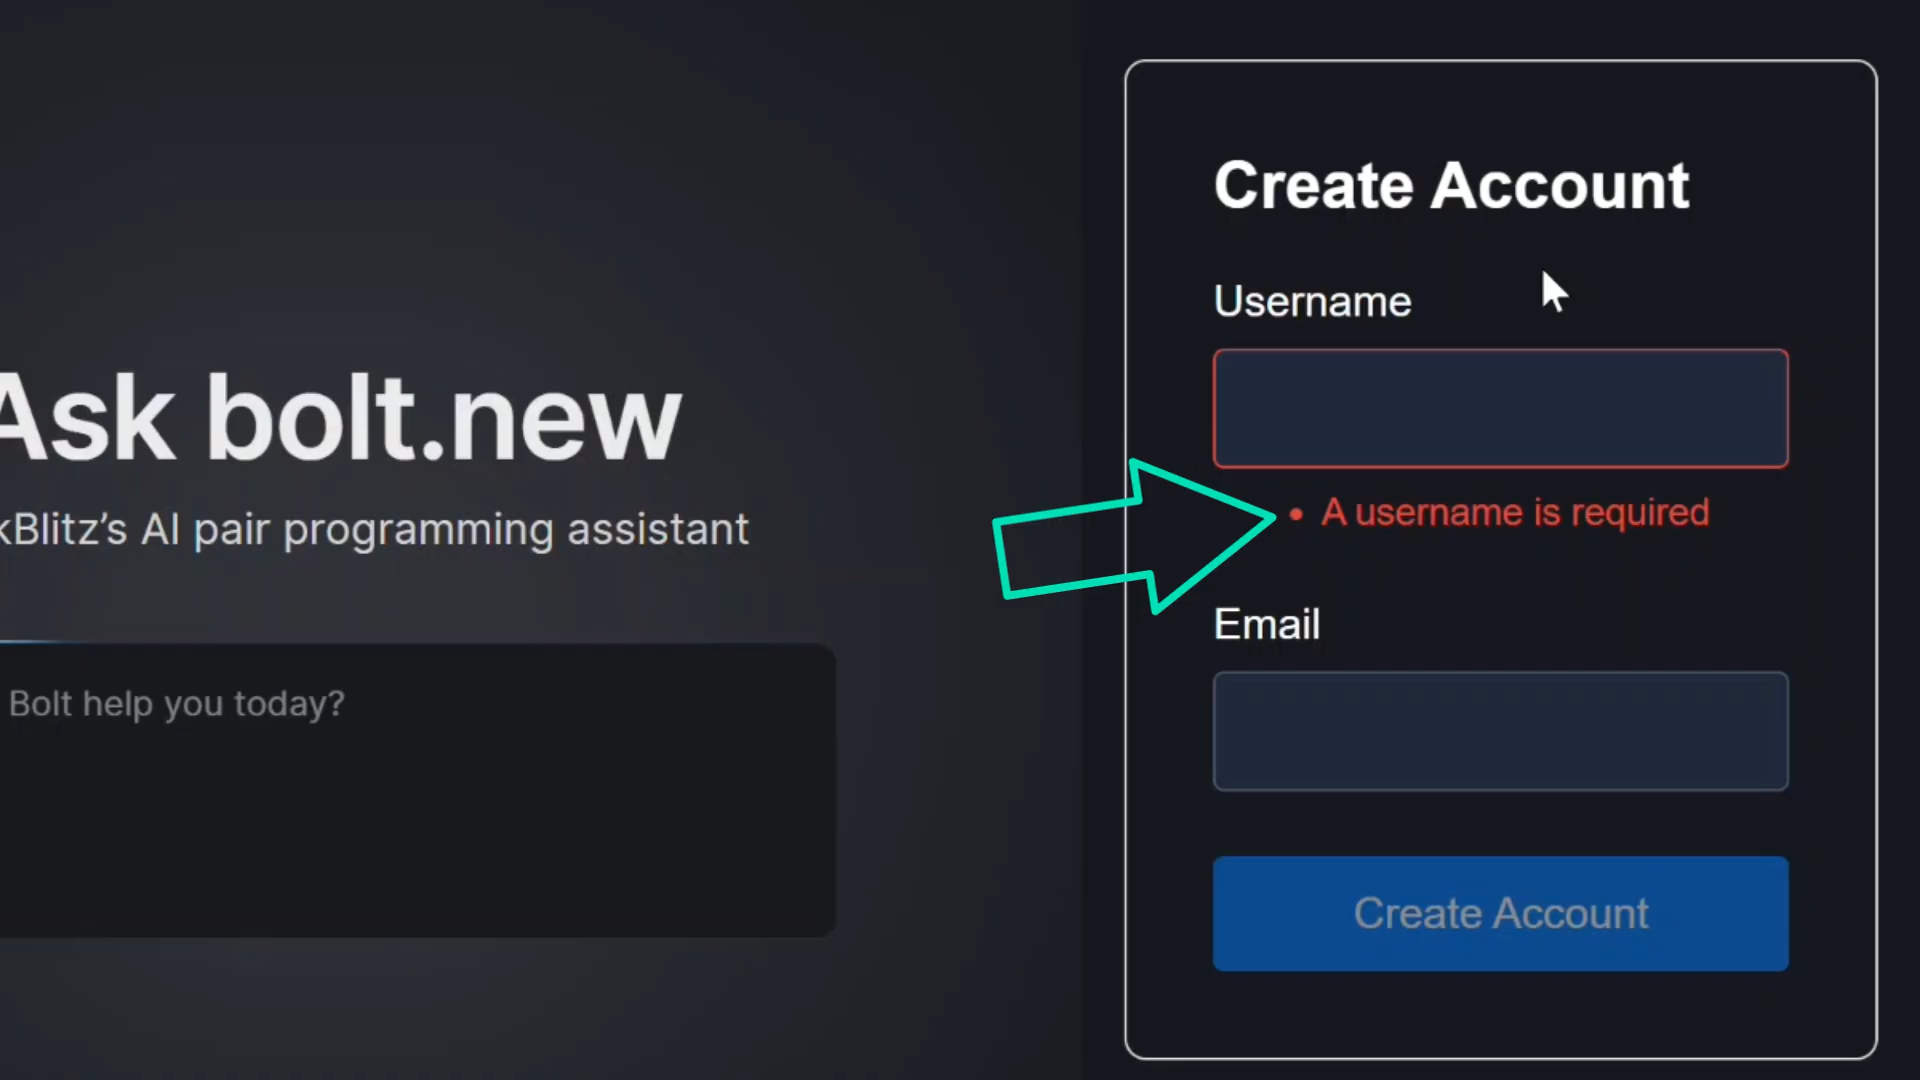 Ask bolt.new
kBlitz’s AI pair programming assistant
Bolt help you today?
Create Account
Username
• A username is required
Email
Create Account